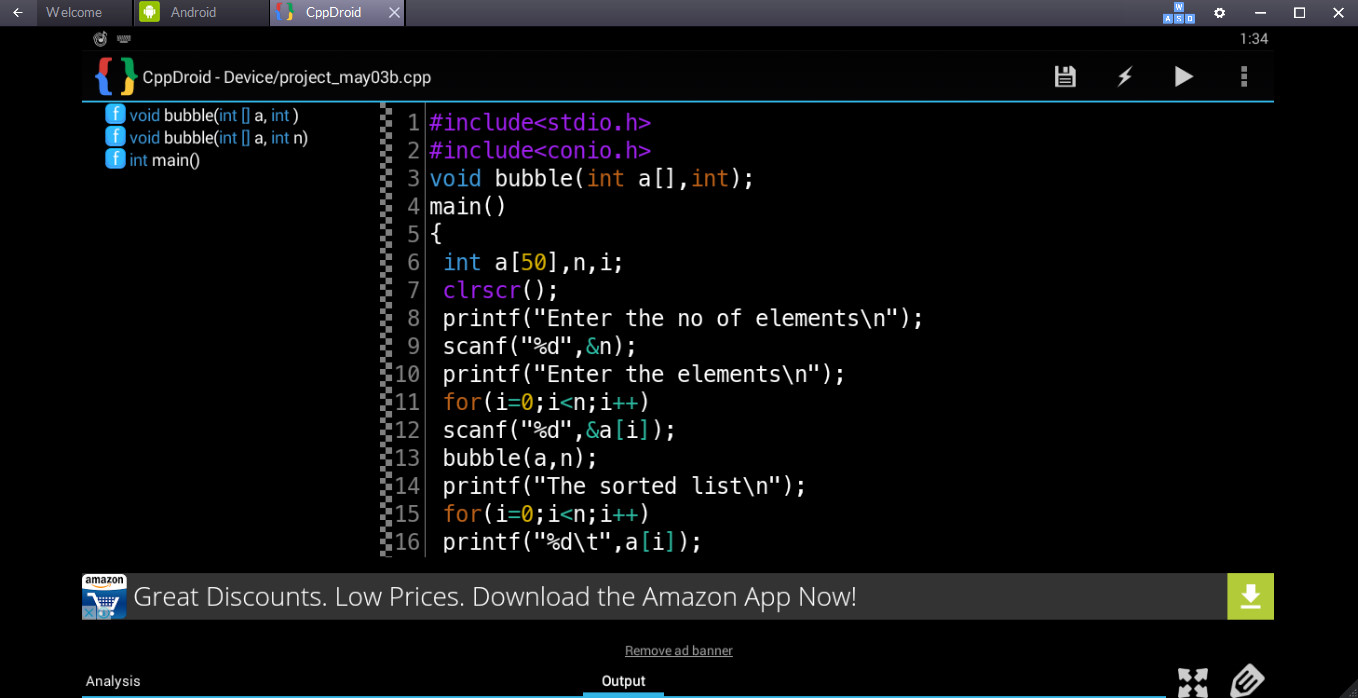 Welcome Android CppDroid
W
A S D
1:34
CppDroid - Device/project_may03b.cpp
f void bubble(int [] a, int )
f void bubble(int [] a, int n)
f int main()
1 #include<stdio.h>
2 #include<conio.h>
3 void bubble(int a[],int);
4 main()
5 {
6 int a[50],n,i;
7 clrscr();
8 printf("Enter the no of elements\n");
9 scanf("%d",&n);
10 printf("Enter the elements\n");
11 for(i=0;i<n;i++)
12 scanf("%d",&a[i]);
13 bubble(a,n);
14 printf("The sorted list\n");
15 for(i=0;i<n;i++)
16 printf("%d\t",a[i]);
amazon
Great Discounts. Low Prices. Download the Amazon App Now!
Remove ad banner
Analysis Output